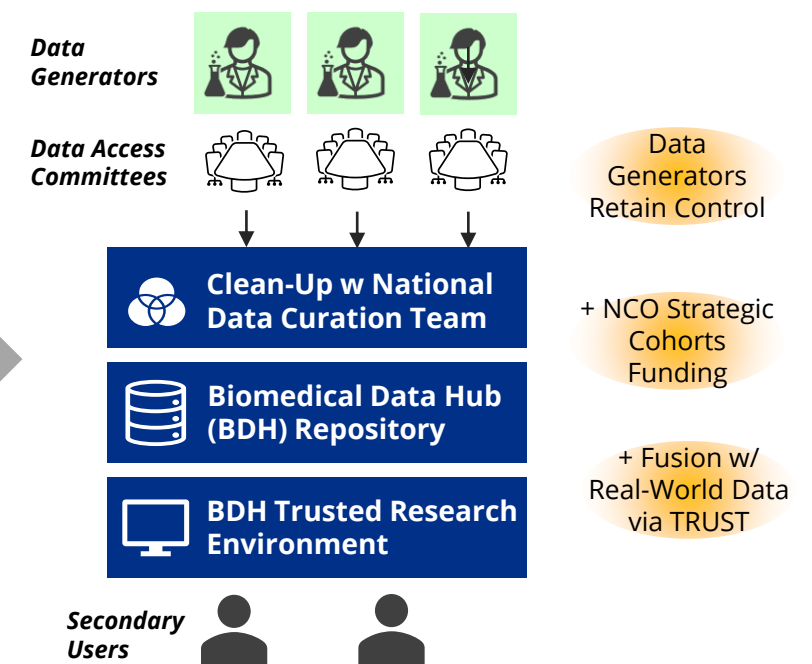 Data
Generators
Data Access
Committees
Data
Generators
Retain Control
Clean-Up w National
Data Curation Team
+ NCO Strategic
Cohorts
Funding
Biomedical Data Hub
(BDH) Repository
+ Fusion w/
Real-World Data
via TRUST
BDH Trusted Research
Environment
Secondary
Users